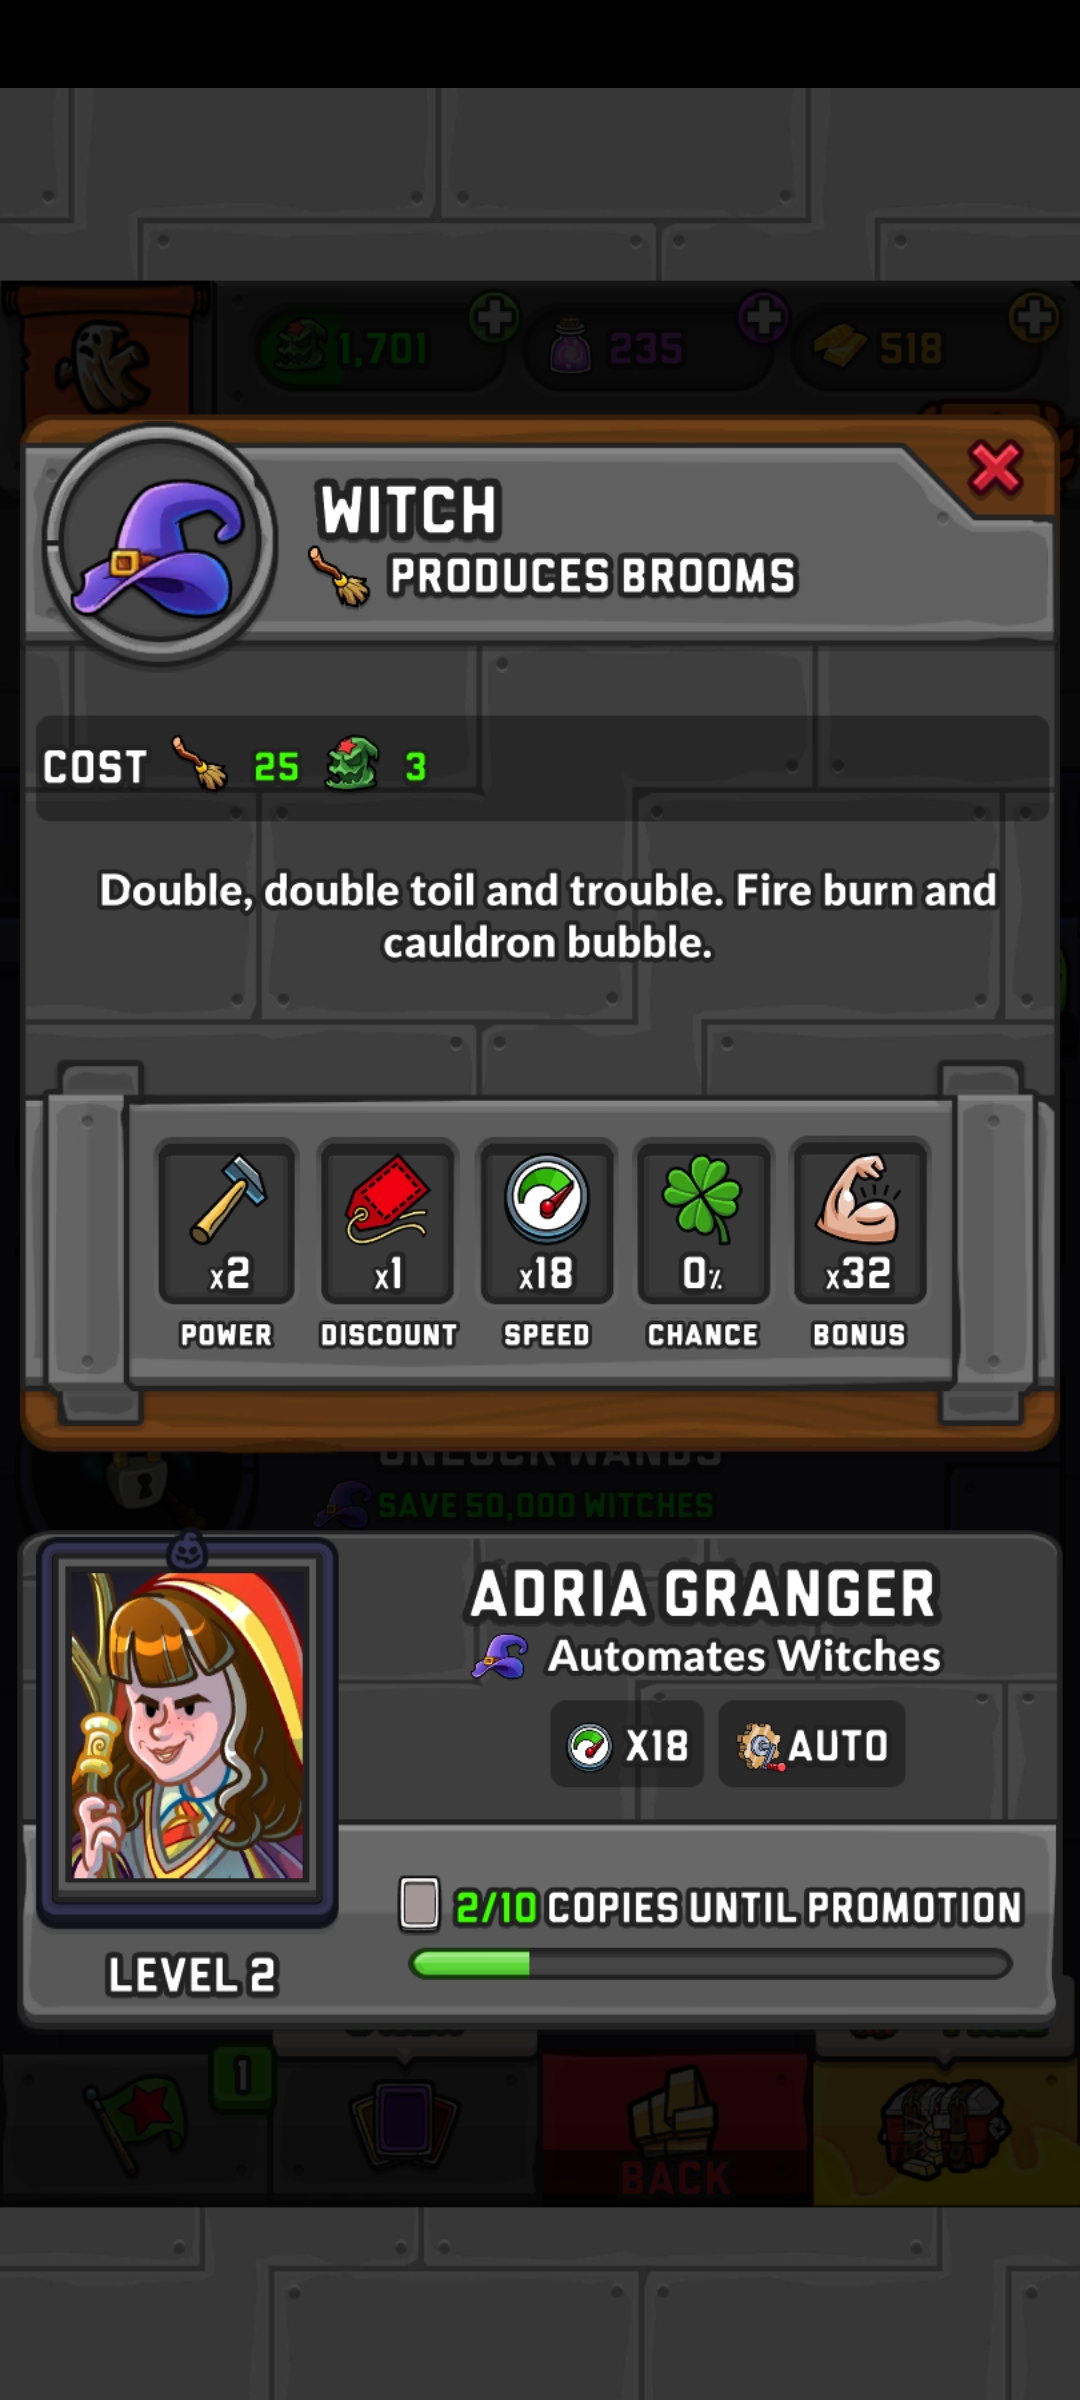 1,701
235
518
WITCH
PRODUCES BROOMS
COST 25 3
Double, double toil and trouble. Fire burn and
cauldron bubble.
x2
x1
x18
0%
x32
POWER
DISCOUNT
SPEED
CHANCE
BONUS
UNLOCK WANDS
SAVE 50,000 WITCHES
ADRIA GRANGER
Automates Witches
X18
AUTO
2/10 COPIES UNTIL PROMOTION
LEVEL 2
1
BACK